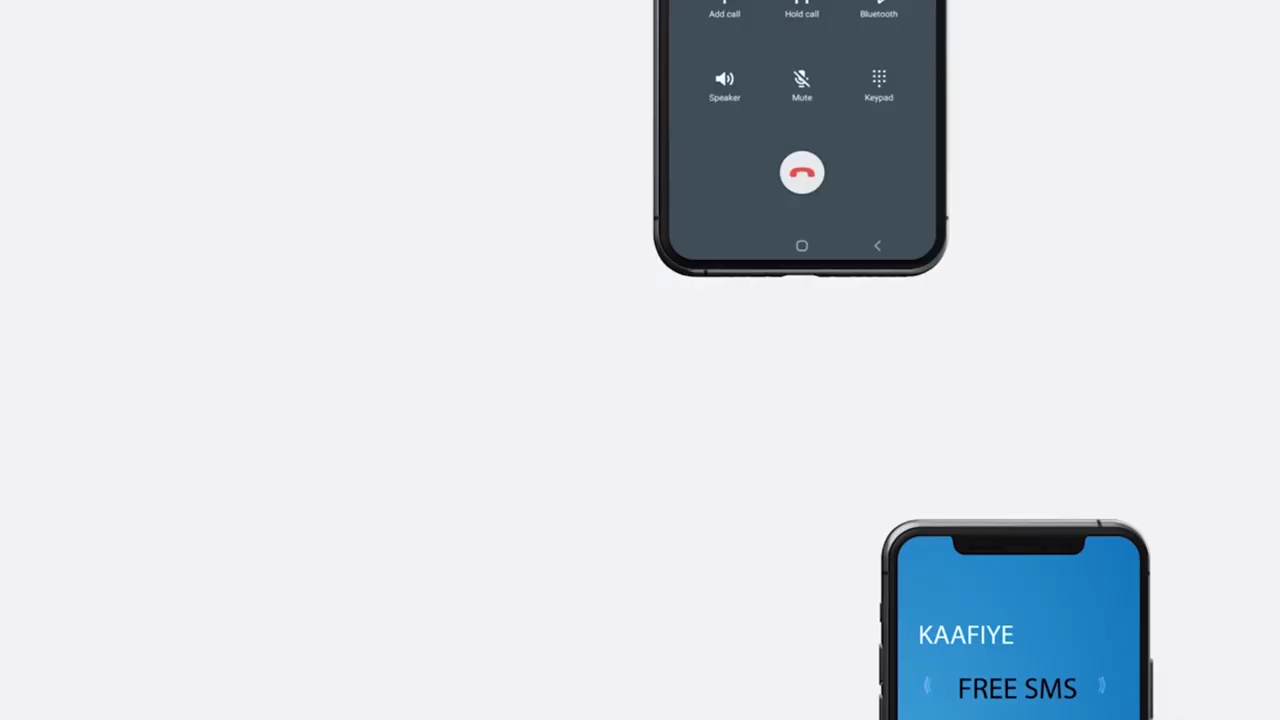 Add call Hold call Bluetooth
Speaker Mute Keypad
KAAFIYE
FREE SMS